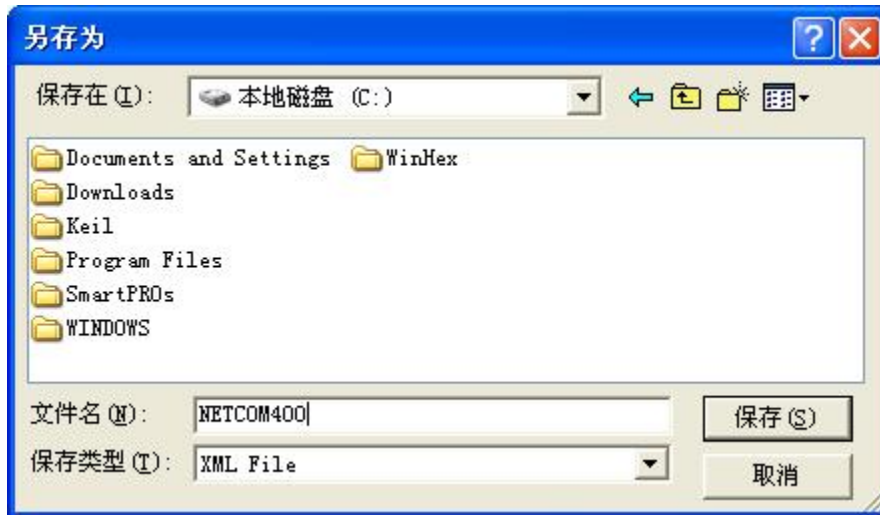 另存为
保存在(I): 本地磁盘 (C:)
Documents and Settings WinHex
Downloads
Keil
Program Files
SmartPROs
WINDOWS
文件名(N): NETCOM400 保存(S)
保存类型(T): XML File 取消